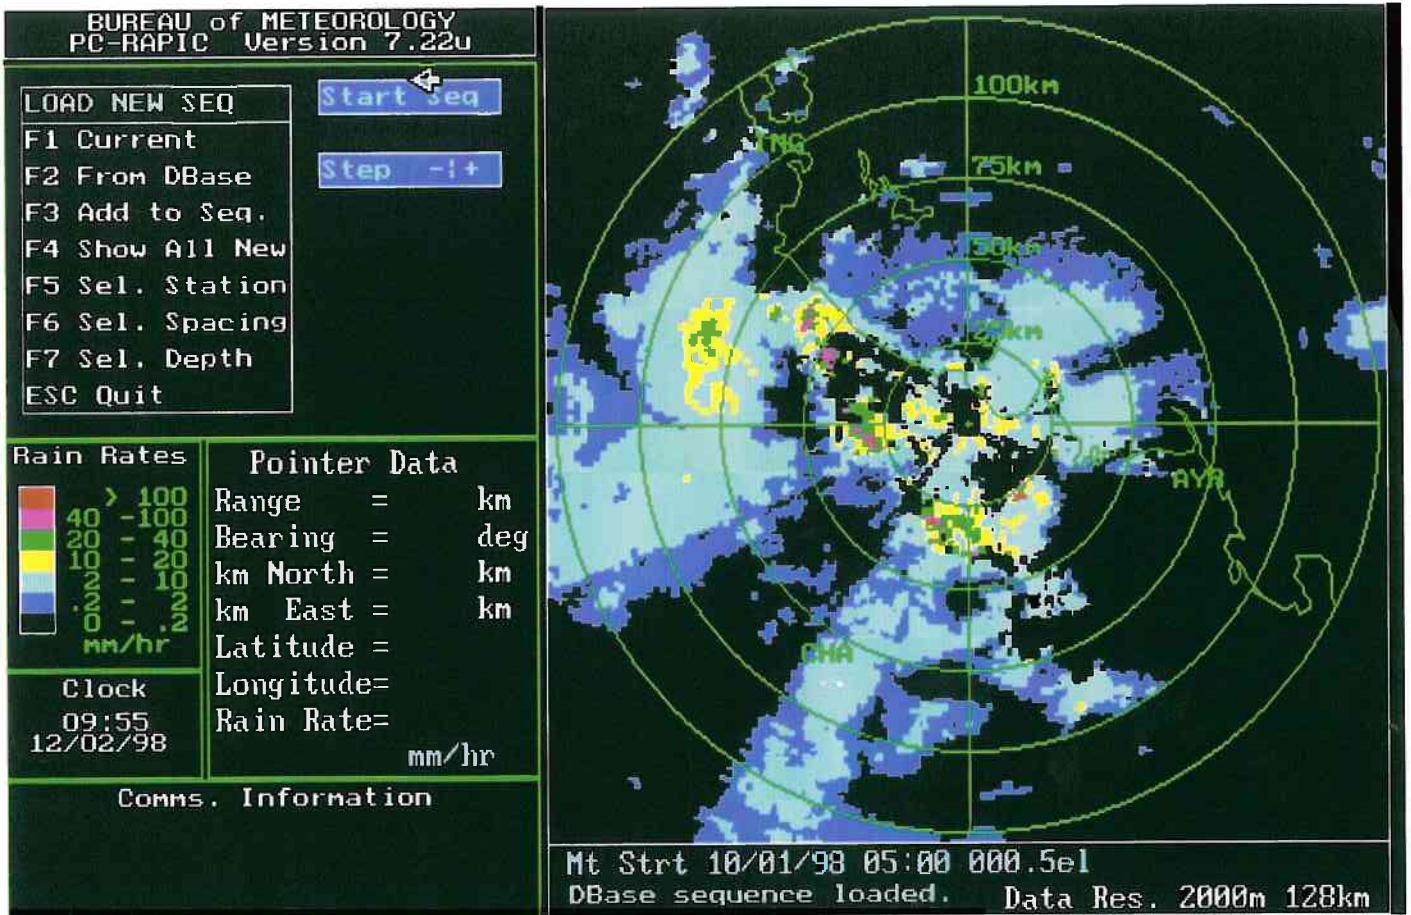 BUREAU of METEOROLOGY
PC-RAPIC Version 7.22u
LOAD NEW SEQ
F1 Current
F2 From DBase
F3 Add to Seq.
F4 Show All New
F5 Sel. Station
F6 Sel. Spacing
F7 Sel. Depth
ESC Quit
Start Seq
Step -¦+
Rain Rates
> 100
40 -100
20 - 40
10 - 20
2 - 10
.2 - 2
0 - .2
mm/hr
Pointer Data
Range = km
Bearing = deg
km North = km
km East = km
Latitude =
Longitude=
Rain Rate=
mm/hr
Clock
09:55
12/02/98
Comms. Information
100km
75km
50km
25km
ING
AYR
CHA
Mt Strt 10/01/98 05:00 000.5el
DBase sequence loaded.
Data Res. 2000m 128km